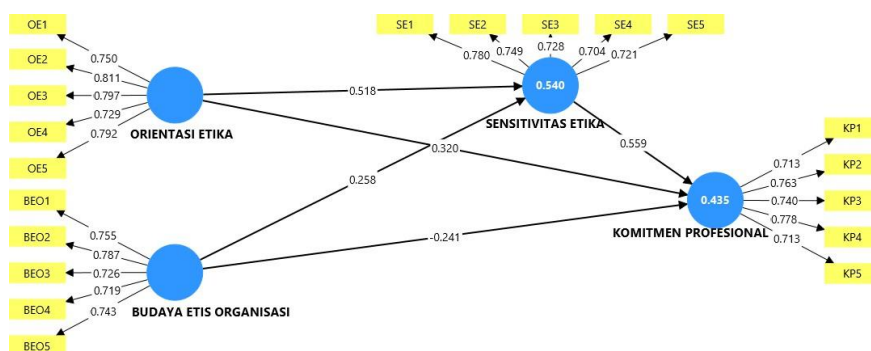 OE1
OE2
OE3
OE4
OE5
0.750
0.811
0.797
0.729
0.792
ORIENTASI ETIKA
BEO1
BEO2
BEO3
BEO4
BEO5
0.755
0.787
0.726
0.719
0.743
BUDAYA ETIS ORGANISASI
SE1
SE2
SE3
SE4
SE5
0.780
0.749
0.728
0.704
0.721
0.540
SENSITIVITAS ETIKA
0.518
0.320
0.258
-0.241
0.559
0.435
KOMITMEN PROFESIONAL
0.713
0.763
0.740
0.778
0.713
KP1
KP2
KP3
KP4
KP5